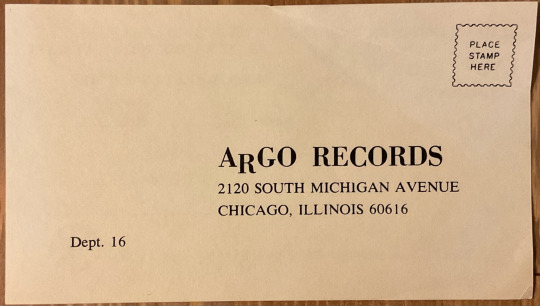 PLACE
STAMP
HERE
ARGO RECORDS
2120 SOUTH MICHIGAN AVENUE
CHICAGO, ILLINOIS 60616
Dept. 16